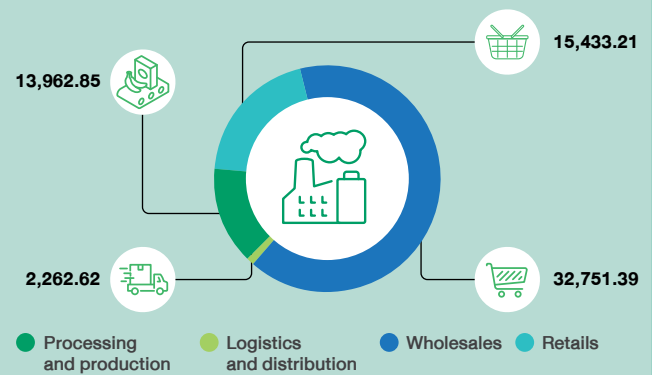 15,433.21
13,962.85
2,262.62
32,751.39
Processing
and production
Logistics
and distribution
Wholesales
Retails